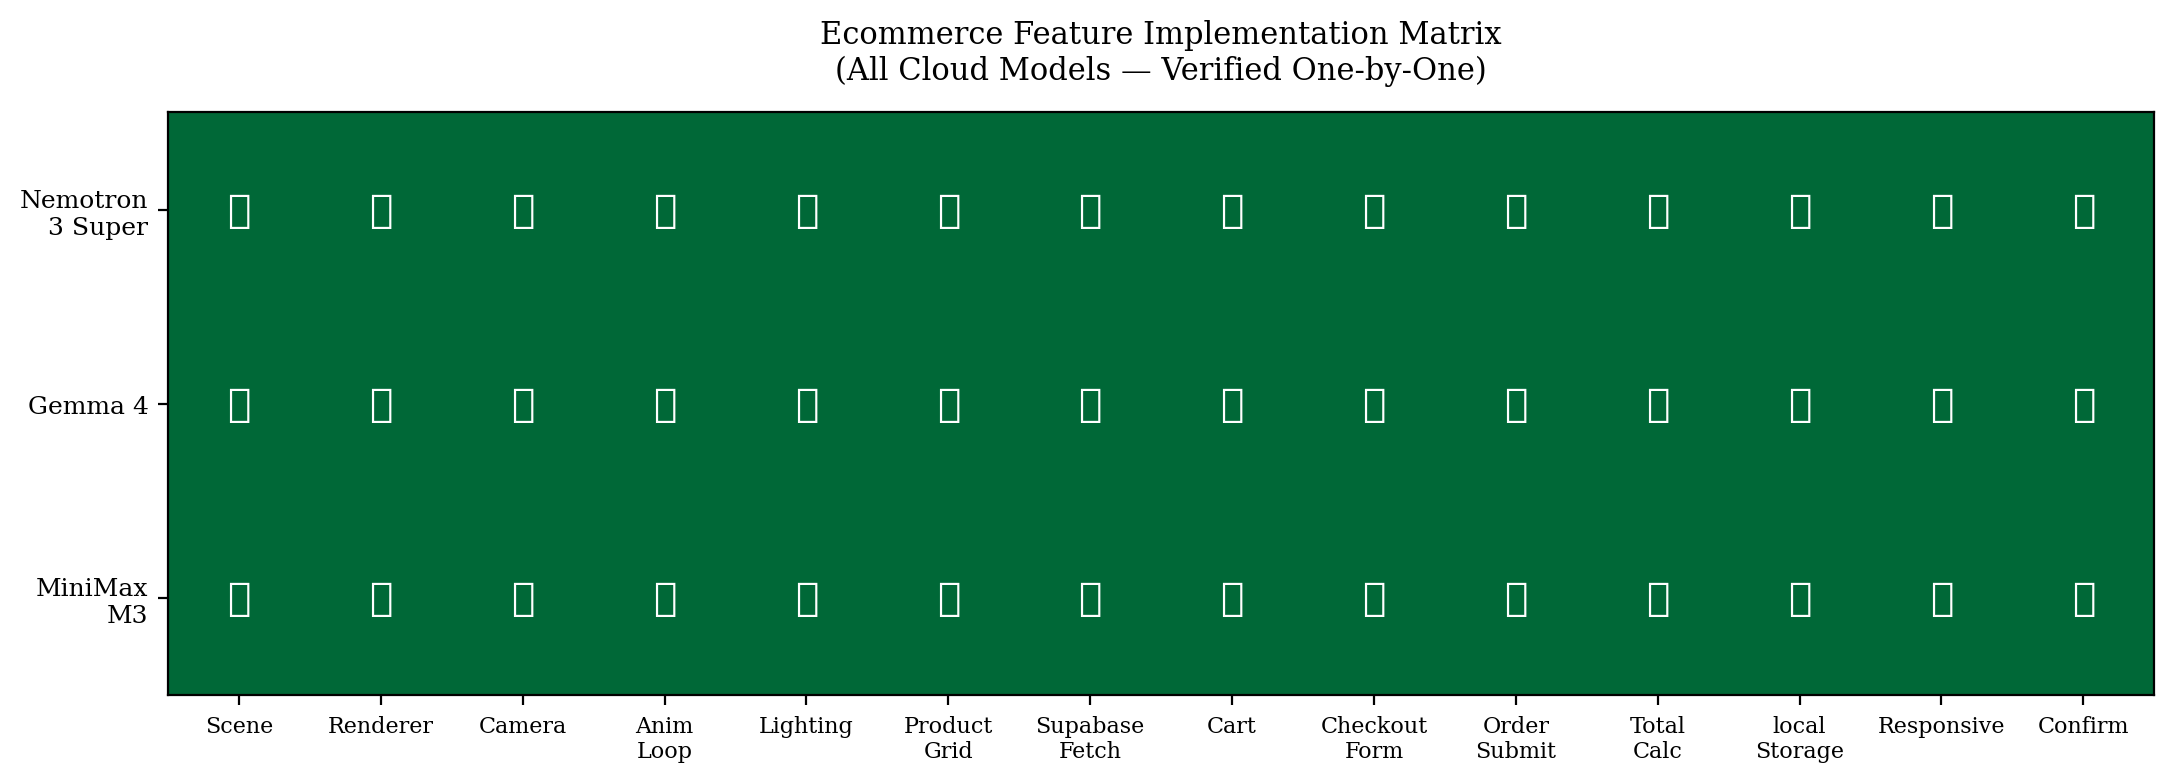 Ecommerce Feature Implementation Matrix
(All Cloud Models — Verified One-by-One)
Nemotron
3 Super
Gemma 4
MiniMax
M3
Scene
Renderer
Camera
Anim
Loop
Lighting
Product
Grid
Supabase
Fetch
Cart
Checkout
Form
Order
Submit
Total
Calc
local
Storage
Responsive
Confirm